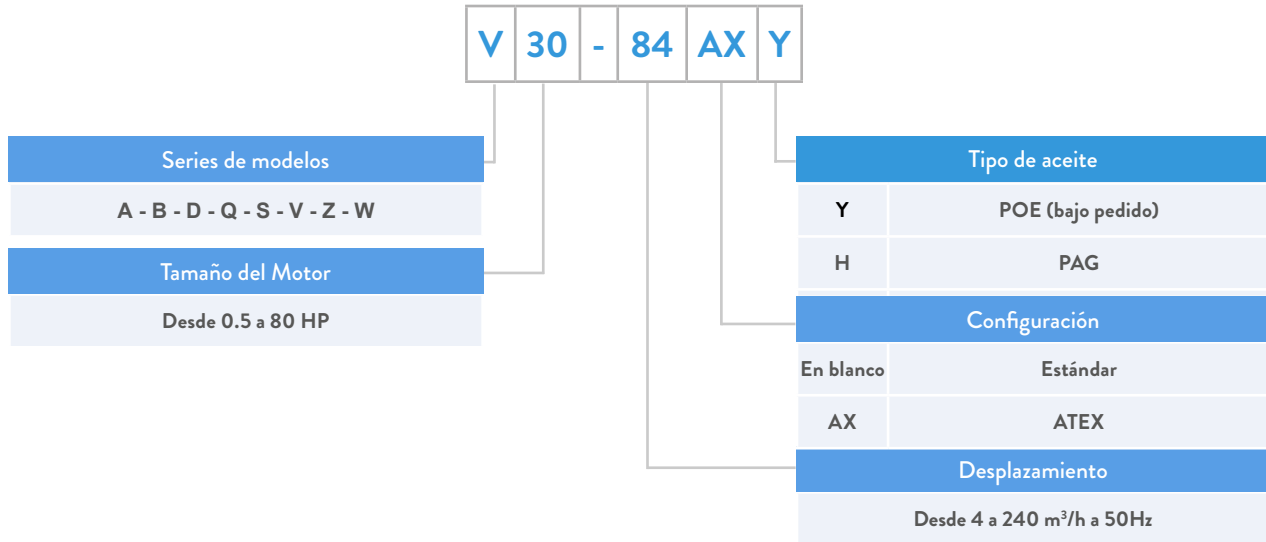 V 30 - 84 AX Y
Series de modelos
A - B - D - Q - S - V - Z - W
Tamaño del Motor
Desde 0.5 a 80 HP
Tipo de aceite
Y POE (bajo pedido)
H PAG
Configuración
En blanco Estándar
AX ATEX
Desplazamiento
Desde 4 a 240 m³/h a 50Hz